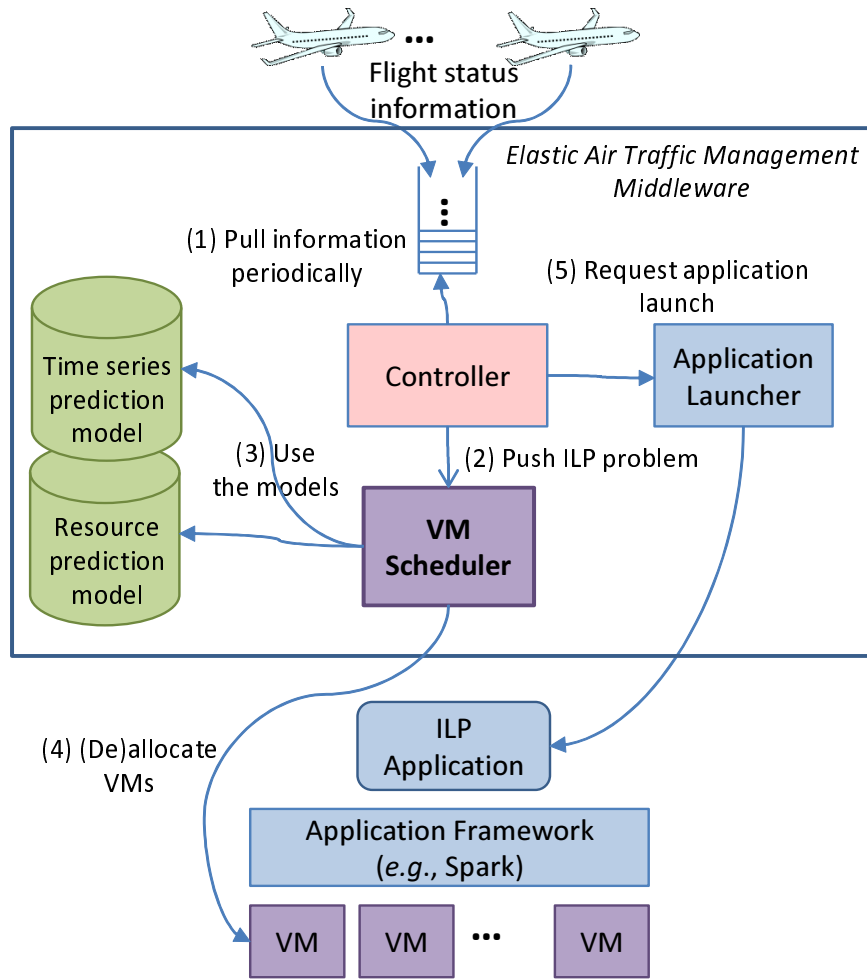 ...
Flight status
information
Elastic Air Traffic Management
Middleware
...
(1) Pull information
periodically
(5) Request application
launch
Time series
prediction
model
Controller
Application
Launcher
(3) Use
the models
(2) Push ILP problem
Resource
prediction
model
VM
Scheduler
(4) (De)allocate
VMs
ILP
Application
Application Framework
(e.g., Spark)
VM
VM
...
VM